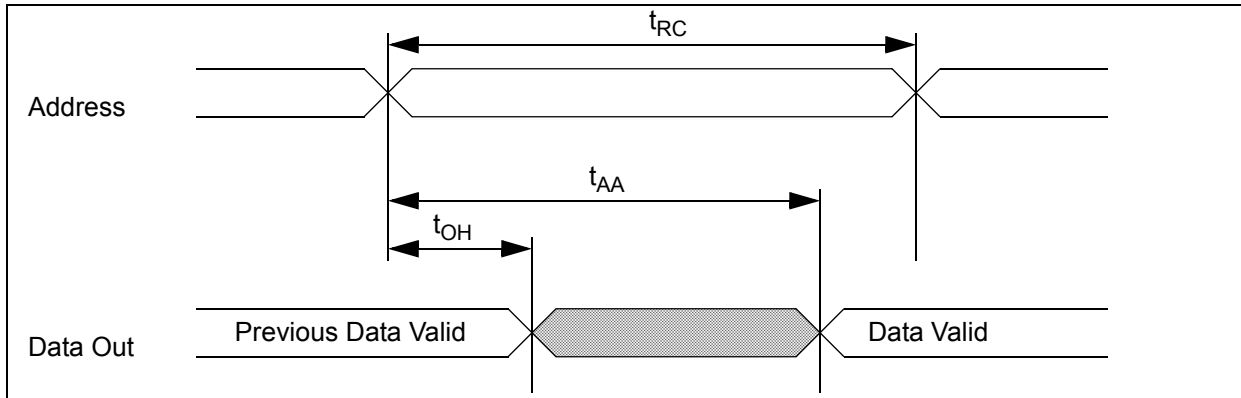 tRC
Address
tAA
tOH
Previous Data Valid
Data Valid
Data Out